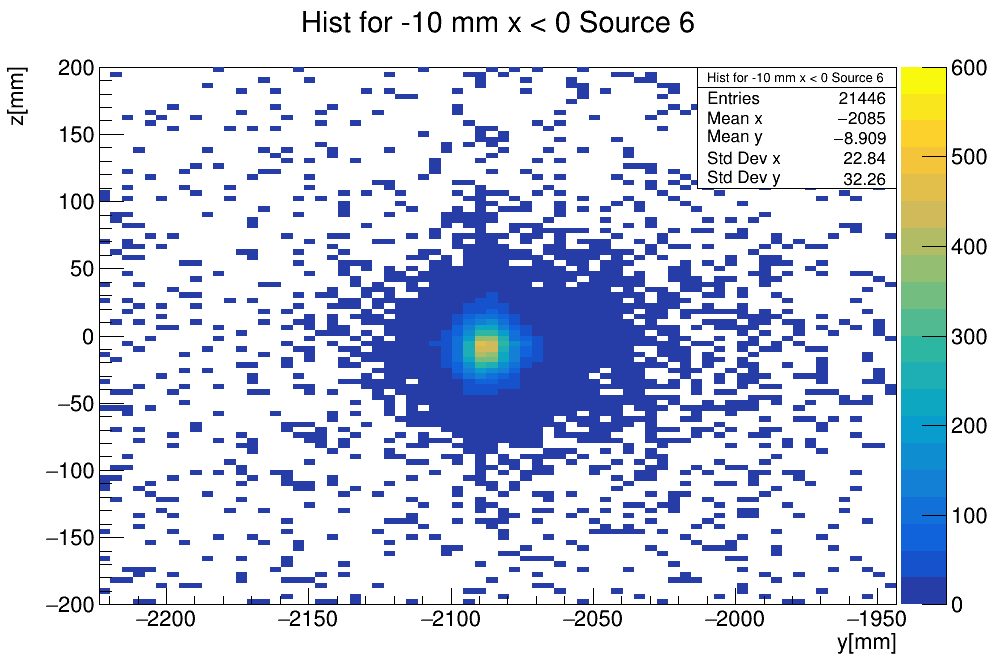 Hist for -10 mm x < 0 Source 6
z[mm]
200
150
100
50
0
−50
−100
−150
−200
Hist for -10 mm x < 0 Source 6
Entries 21446
Mean x −2085
Mean y −8.909
Std Dev x 22.84
Std Dev y 32.26
600
500
400
300
200
100
0
−2200 −2150 −2100 −2050 −2000 −1950
y[mm]